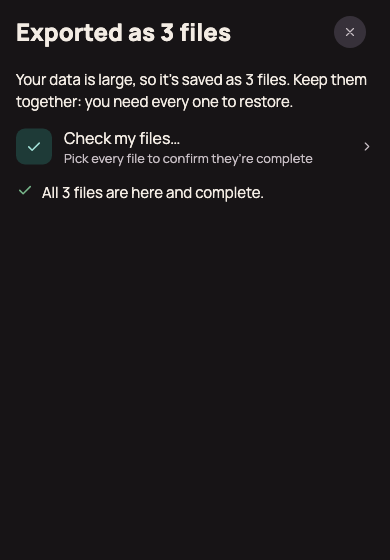 Exported as 3 files
Your data is large, so it's saved as 3 files. Keep them
together: you need every one to restore.
Check my files...
Pick every file to confirm they're complete
All 3 files are here and complete.